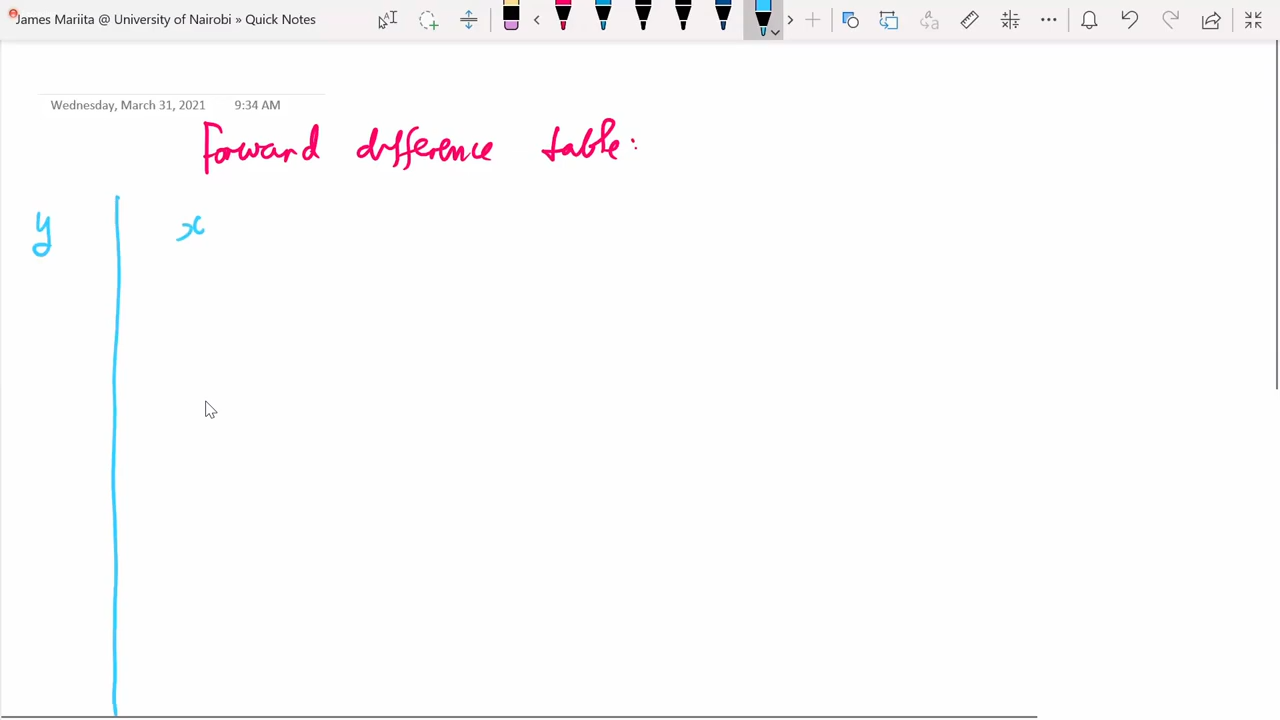 James Mariita @ University of Nairobi » Quick Notes
Wednesday, March 31, 2021 9:34 AM
Forward difference table:
y x